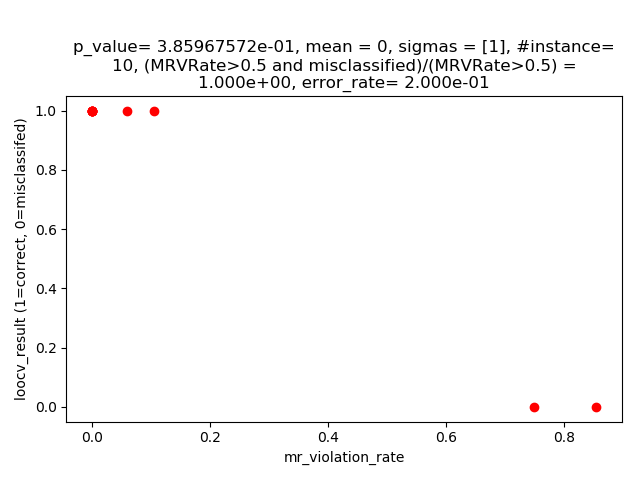 p_value= 3.85967572e-01, mean = 0, sigmas = [1], #instance=
10, (MRVRate>0.5 and misclassified)/(MRVRate>0.5) =
1.000e+00, error_rate= 2.000e-01
loocv_result (1=correct, 0=misclassifed)
1.0
0.8
0.6
0.4
0.2
0.0
0.0 0.2 0.4 0.6 0.8
mr_violation_rate